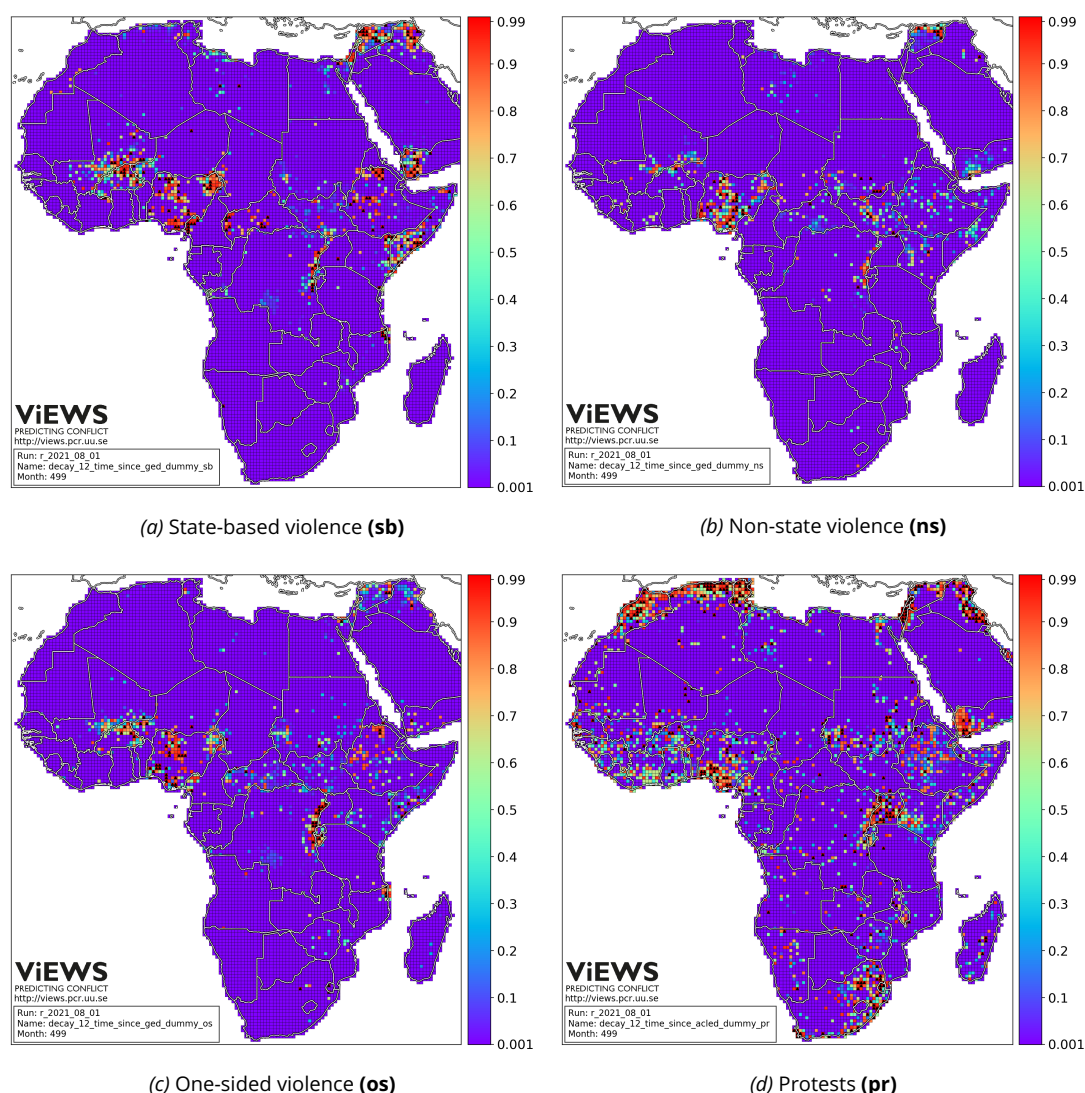 0.99
0.9
0.8
0.7
0.6
0.5
0.4
0.3
0.2
0.1
0.001
ViEWS
PREDICTING CONFLICT
http://views.pcr.uu.se
Run: r_2021_08_01
Name: decay_12_time_since_ged_dummy_sb
Month: 499
(a) State-based violence (sb)
0.99
0.9
0.8
0.7
0.6
0.5
0.4
0.3
0.2
0.1
0.001
ViEWS
PREDICTING CONFLICT
http://views.pcr.uu.se
Run: r_2021_08_01
Name: decay_12_time_since_ged_dummy_ns
Month: 499
(b) Non-state violence (ns)
0.99
0.9
0.8
0.7
0.6
0.5
0.4
0.3
0.2
0.1
0.001
ViEWS
PREDICTING CONFLICT
http://views.pcr.uu.se
Run: r_2021_08_01
Name: decay_12_time_since_ged_dummy_os
Month: 499
(c) One-sided violence (os)
0.99
0.9
0.8
0.7
0.6
0.5
0.4
0.3
0.2
0.1
0.001
ViEWS
PREDICTING CONFLICT
http://views.pcr.uu.se
Run: r_2021_08_01
Name: decay_12_time_since_acled_dummy_pr
Month: 499
(d) Protests (pr)